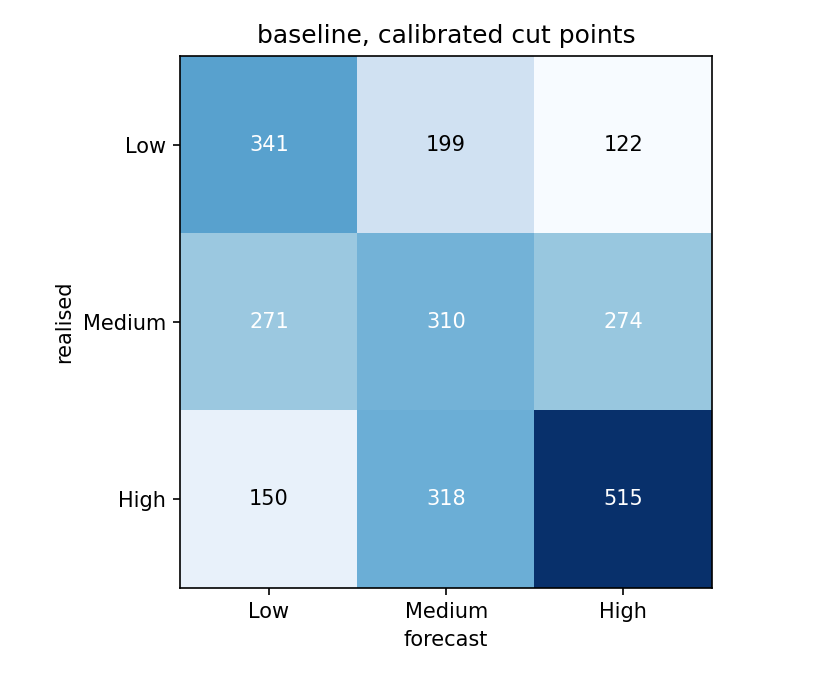 baseline, calibrated cut points
Low
341 199 122
realised
Medium
271 310 274
High
150 318 515
Low Medium High
forecast